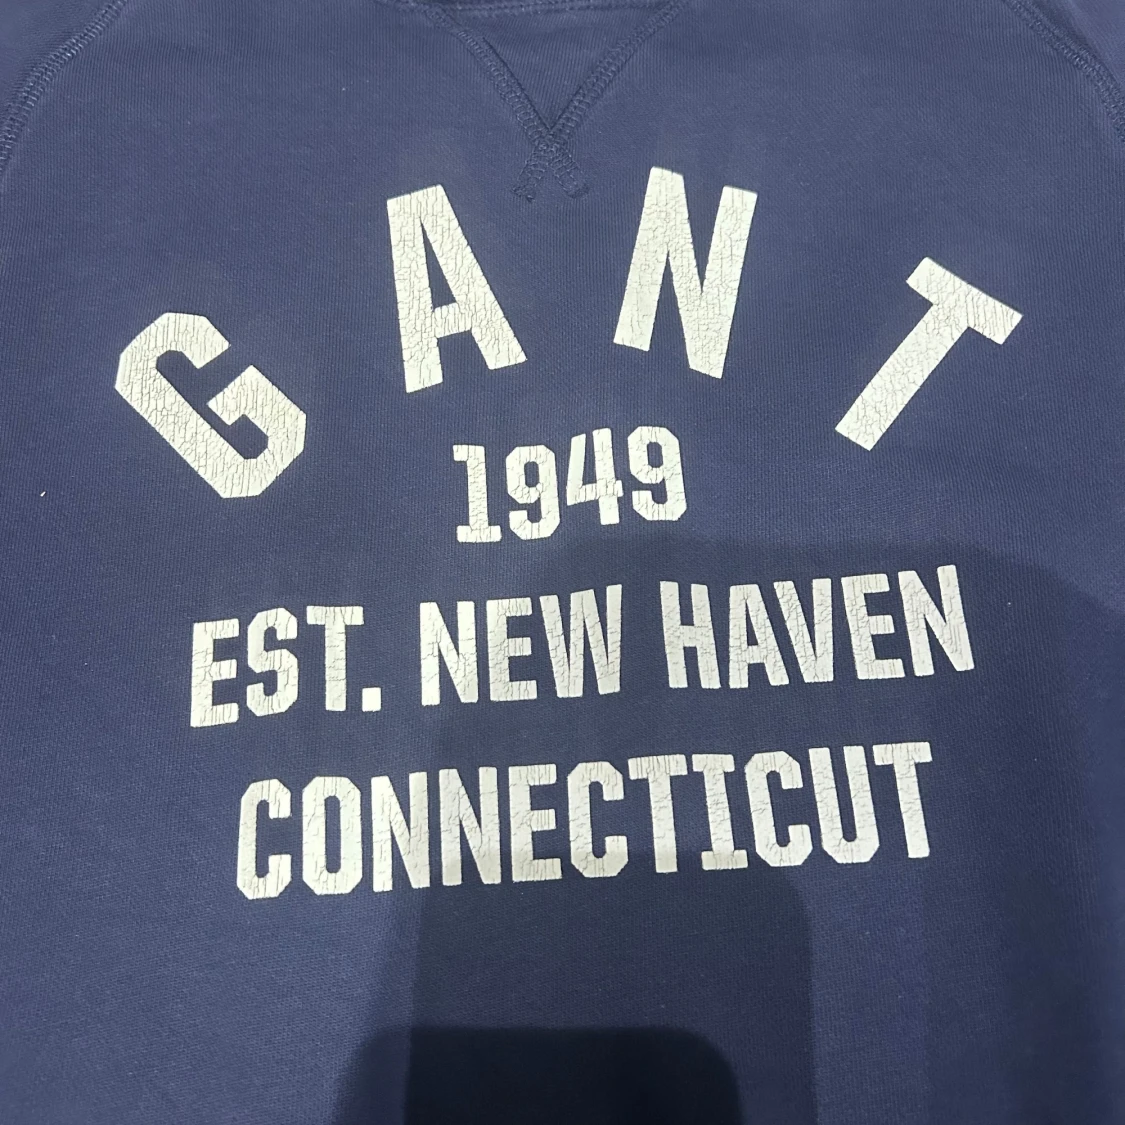 GANT
1949
EST. NEW HAVEN
CONNECTICUT